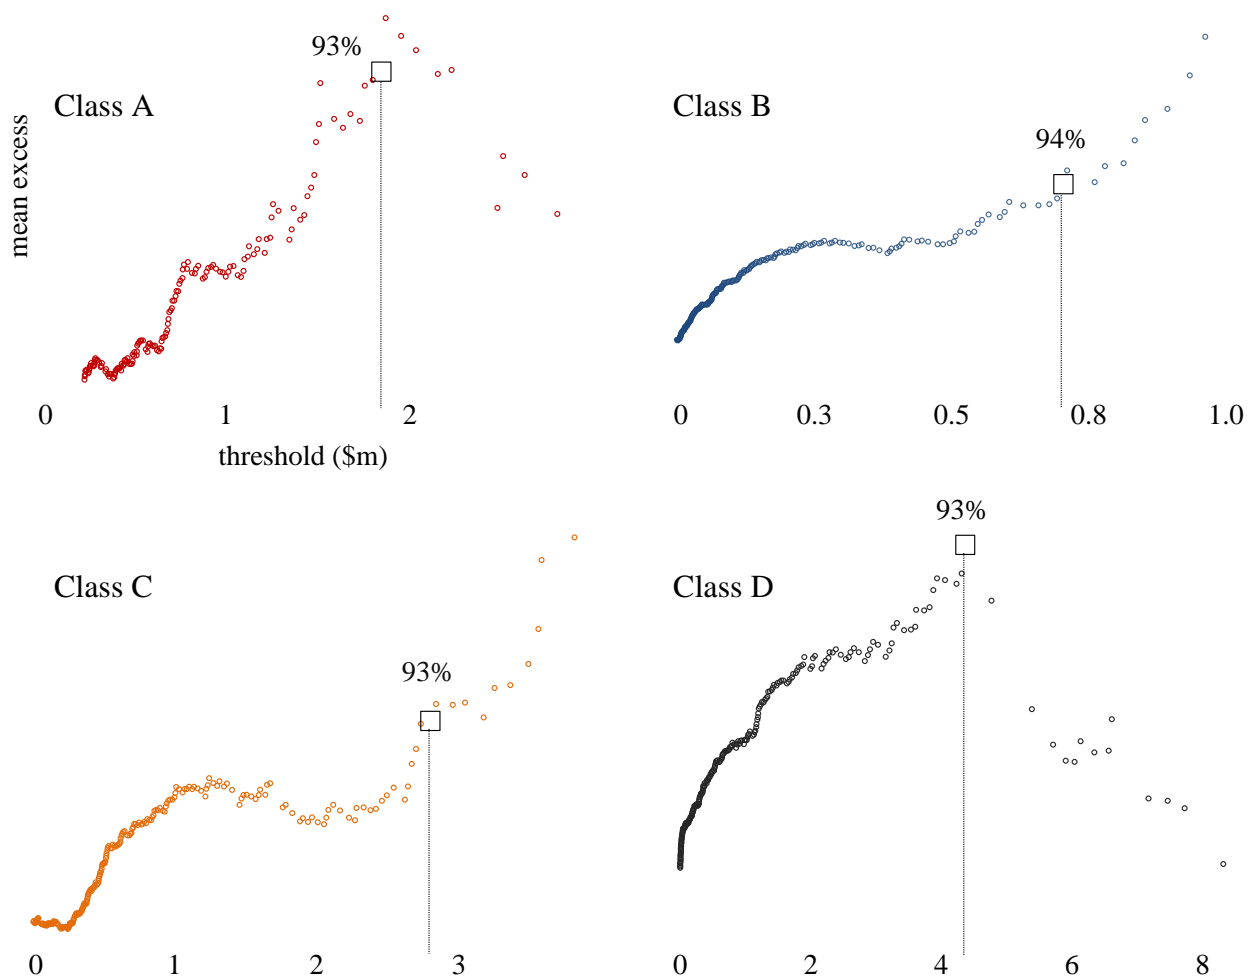 93%
Class A
mean excess
0 1 2
threshold ($m)
Class B
94%
0 0.3 0.5 0.8 1.0
Class C
93%
0 1 2 3
93%
Class D
0 2 4 6 8